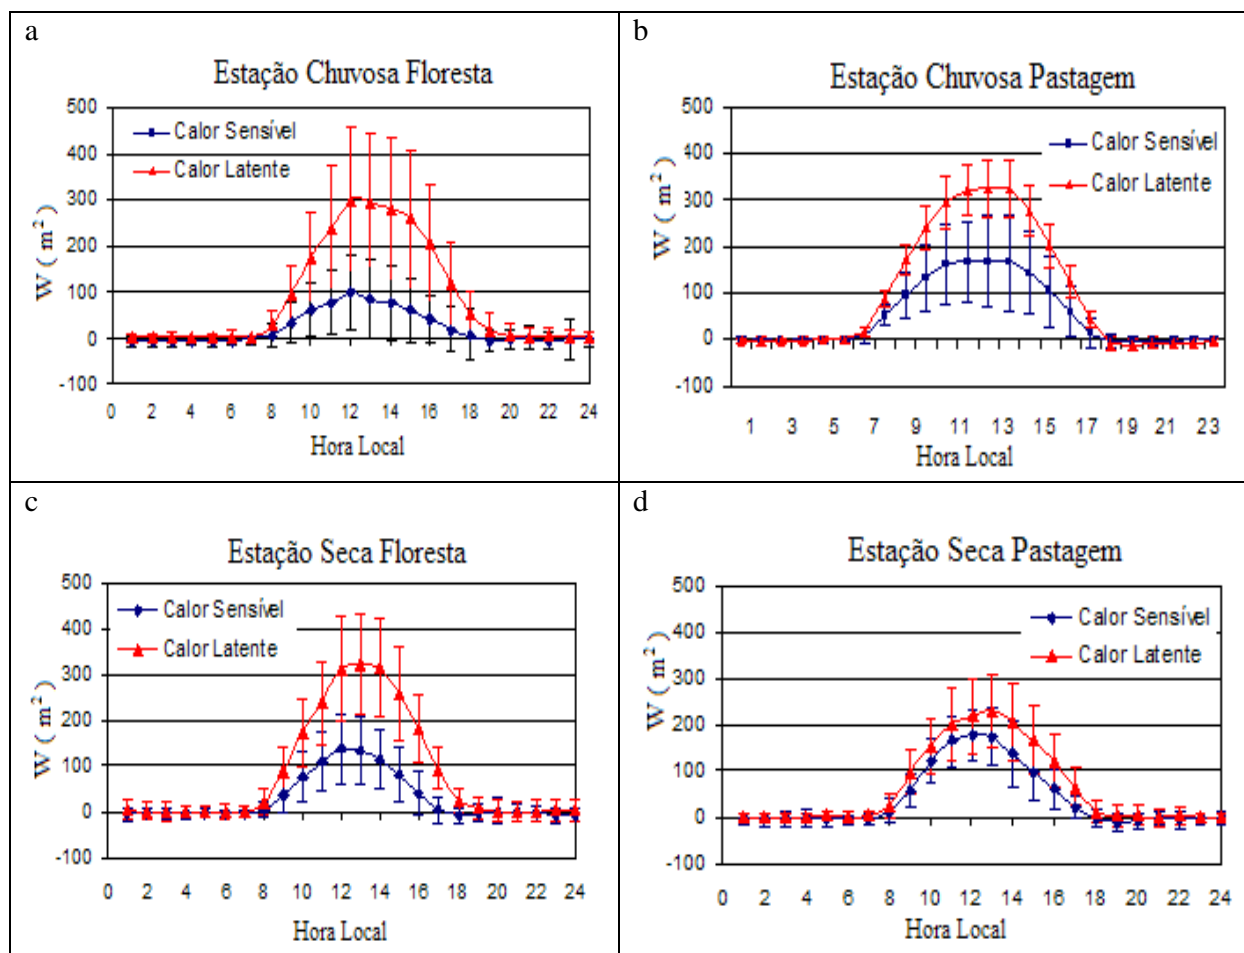 a
Estação Chuvosa Floresta
500
400
300
200
100
0
-100
W ( m²)
Calor Sensível
Calor Latente
0 2 4 6 8 10 12 14 16 18 20 22 24
Hora Local
b
Estação Chuvosa Pastagem
500
400
300
200
100
0
-100
W ( m²)
Calor Sensível
Calor Latente
1 3 5 7 9 11 13 15 17 19 21 23
Hora Local
c
Estação Seca Floresta
500
400
300
200
100
0
-100
W ( m²)
Calor Sensível
Calor Latente
0 2 4 6 8 10 12 14 16 18 20 22 24
Hora Local
d
Estação Seca Pastagem
500
400
300
200
100
0
-100
W ( m²)
Calor Sensível
Calor Latente
0 2 4 6 8 10 12 14 16 18 20 22 24
Hora Local